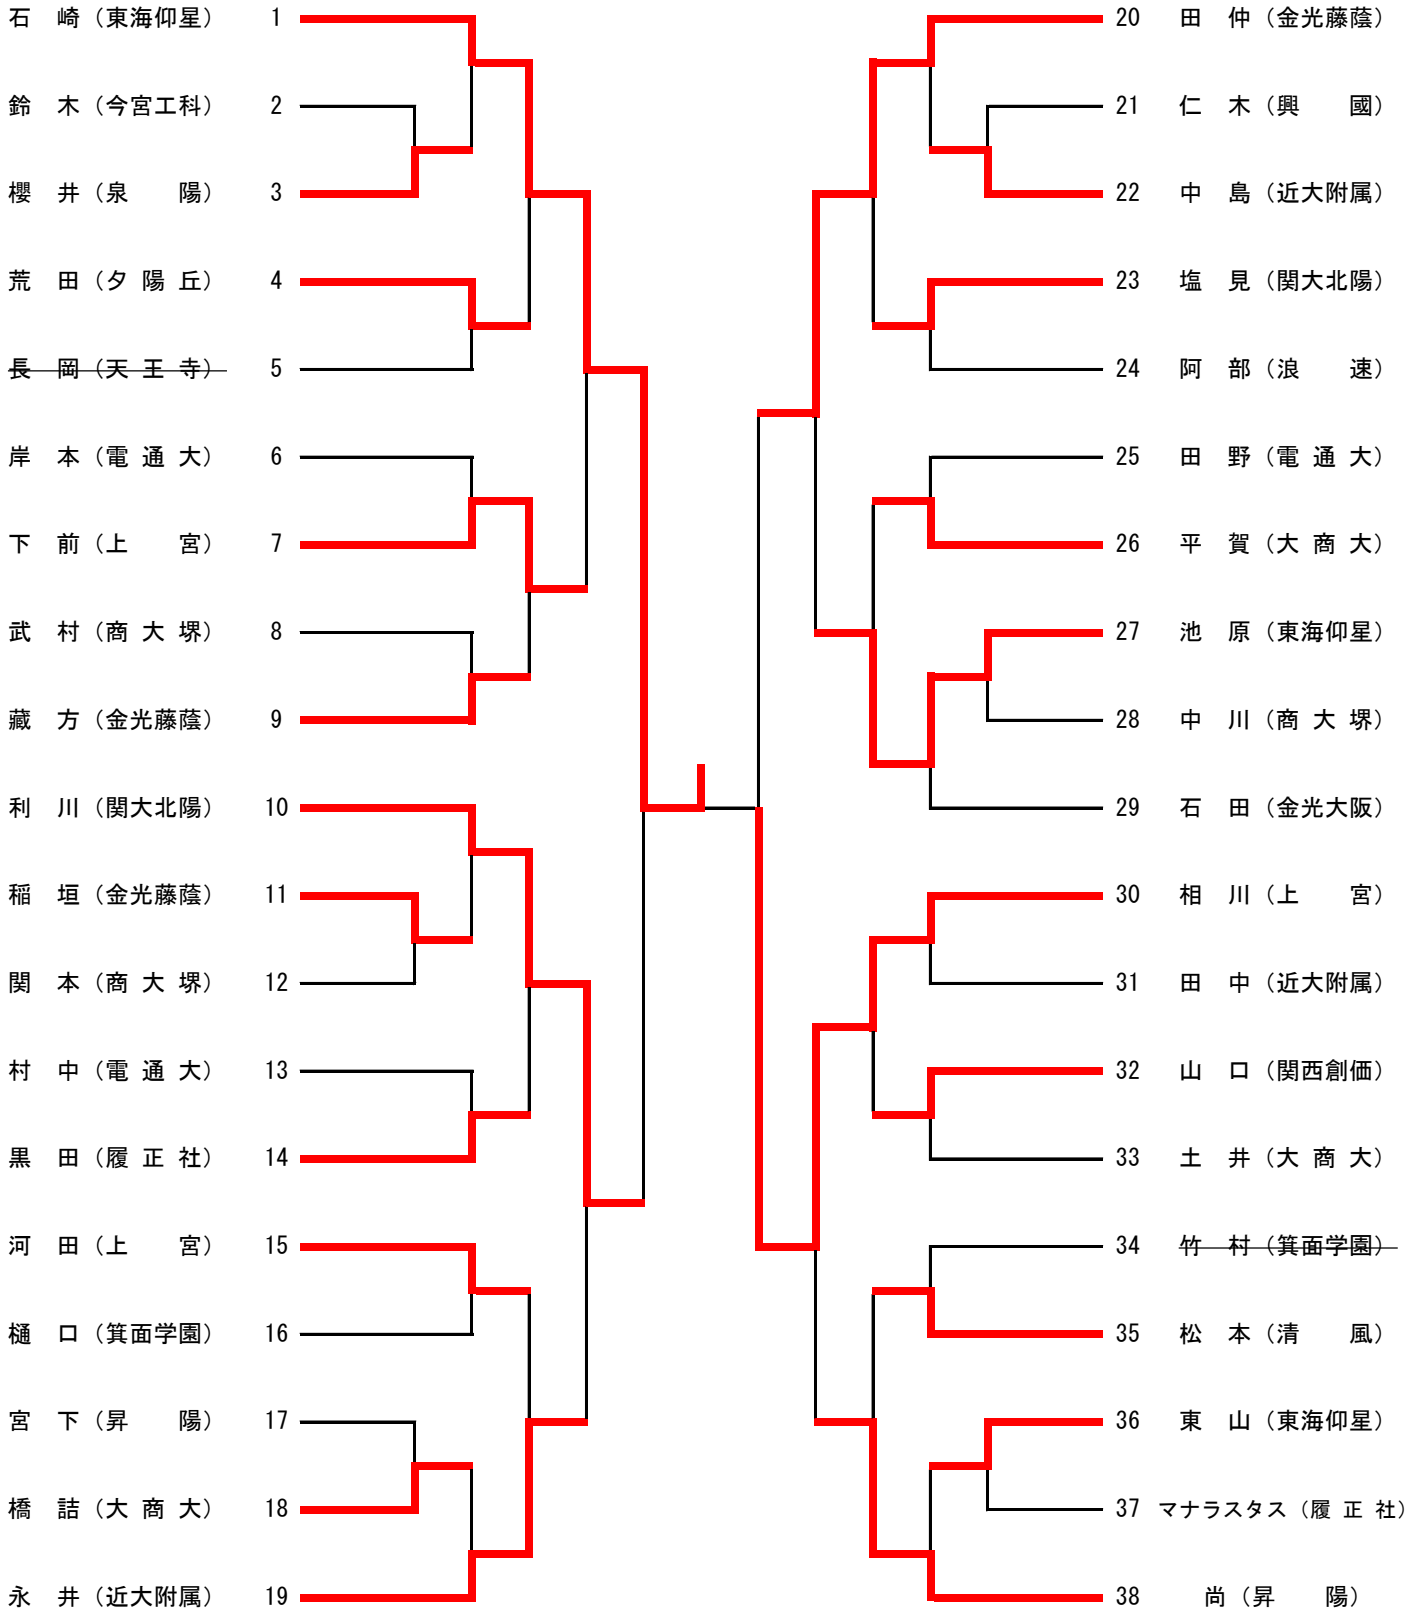 石　崎（東海仰星）　1
鈴　木（今宮工科）　2
櫻　井（泉　　陽）　3
荒　田（夕 陽 丘）　4
長　岡（天 王 寺）　5
岸　本（電 通 大）　6
下　前（上　　宮）　7
武　村（商 大 堺）　8
藏　方（金光藤蔭）　9
利　川（関大北陽）　10
稲　垣（金光藤蔭）　11
関　本（商 大 堺）　12
村　中（電 通 大）　13
黒　田（履 正 社）　14
河　田（上　　宮）　15
樋　口（箕面学園）　16
宮　下（昇　　陽）　17
橋　詰（大 商 大）　18
永　井（近大附属）　19
20　田　仲（金光藤蔭）
21　仁　木（興　　國）
22　中　島（近大附属）
23　塩　見（関大北陽）
24　阿　部（浪　　速）
25　田　野（電 通 大）
26　平　賀（大 商 大）
27　池　原（東海仰星）
28　中　川（商 大 堺）
29　石　田（金光大阪）
30　相　川（上　　宮）
31　田　中（近大附属）
32　山　口（関西創価）
33　土　井（大 商 大）
34　竹　村（箕面学園）
35　松　本（清　　風）
36　東　山（東海仰星）
37　マナラスタス（履 正 社）
38　尚（昇　　陽）